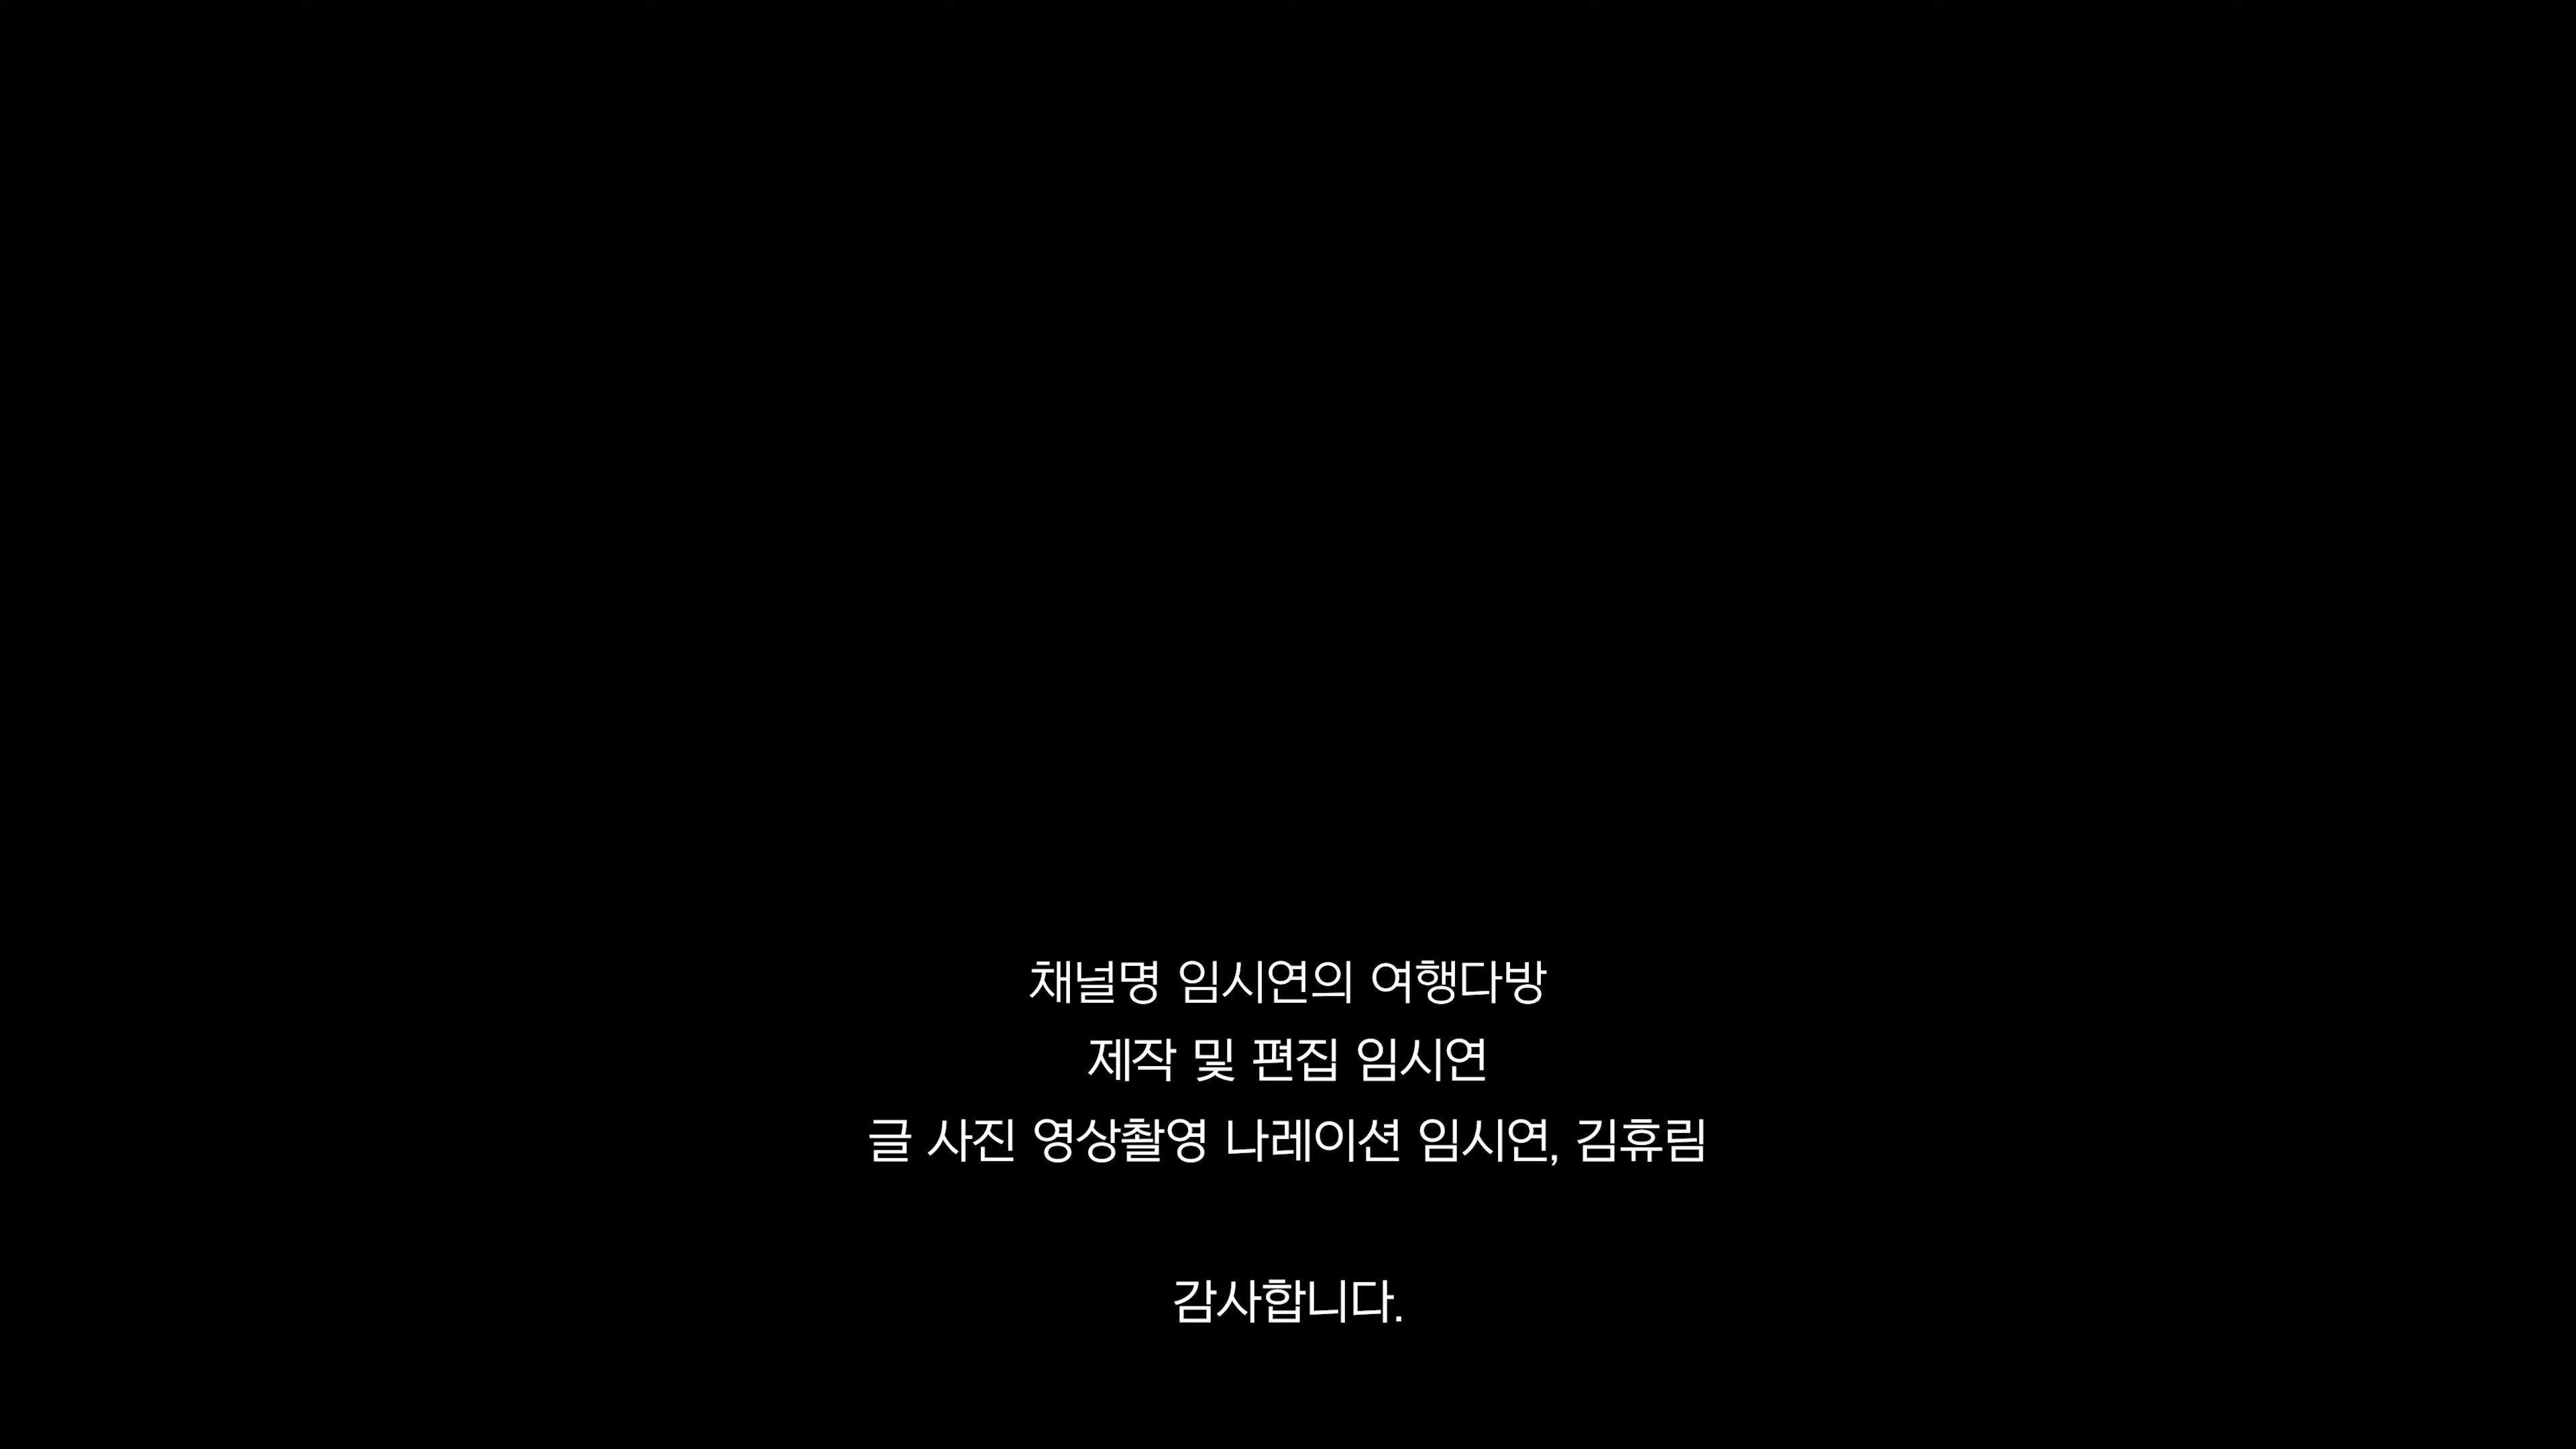 채널명 임시연의 여행다방
제작 및 편집 임시연
글 사진 영상촬영 나레이션 임시연, 김휴림
감사합니다.